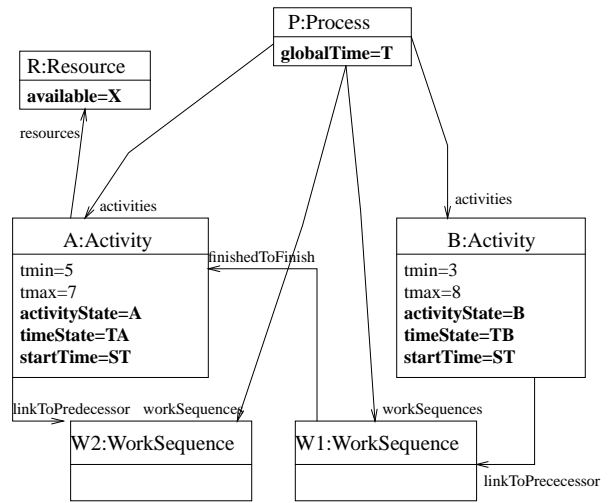 P:Process
globalTime=T
R:Resource
available=X
resources
activities
activities
A:Activity
tmin=5
tmax=7
activityState=A
timeState=TA
startTime=ST
finishedToFinish
B:Activity
tmin=3
tmax=8
activityState=B
timeState=TB
startTime=ST
linkToPredecessor
workSequences
workSequences
W2:WorkSequence
W1:WorkSequence
linkToPrececessor